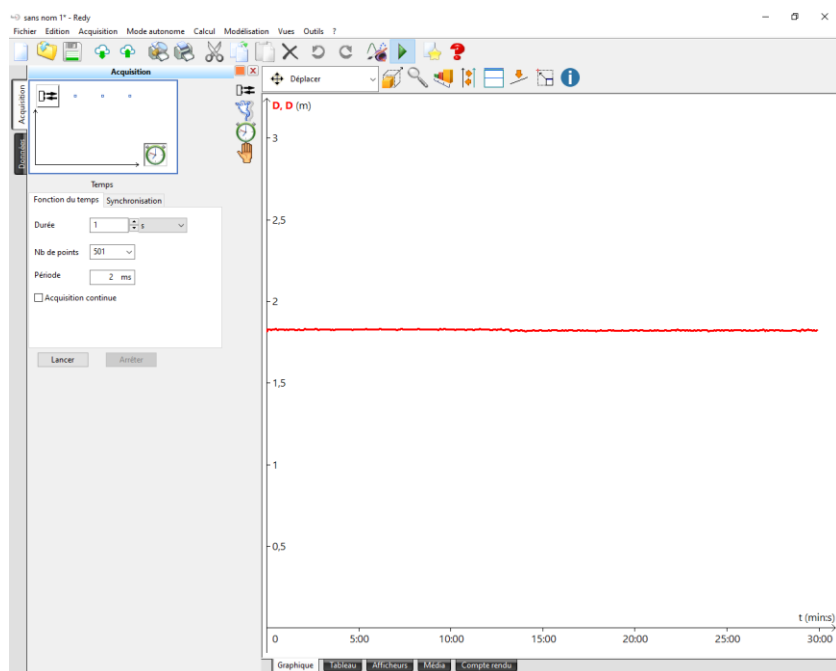 sans nom 1* - Redy
Fichier Edition Acquisition Mode autonome Calcul Modélisation Vues Outils ?
Acquisition
Acquisition
Données
Temps
Fonction du temps Synchronisation
Durée 1 s
Nb de points 501
Période 2 ms
Acquisition continue
Lancer Arrêter
Déplacer
D, D (m)
3
2,5
2
1,5
1
0,5
t (min:s)
0 5:00 10:00 15:00 20:00 25:00 30:00
Graphique Tableau Afficheurs Média Compte rendu